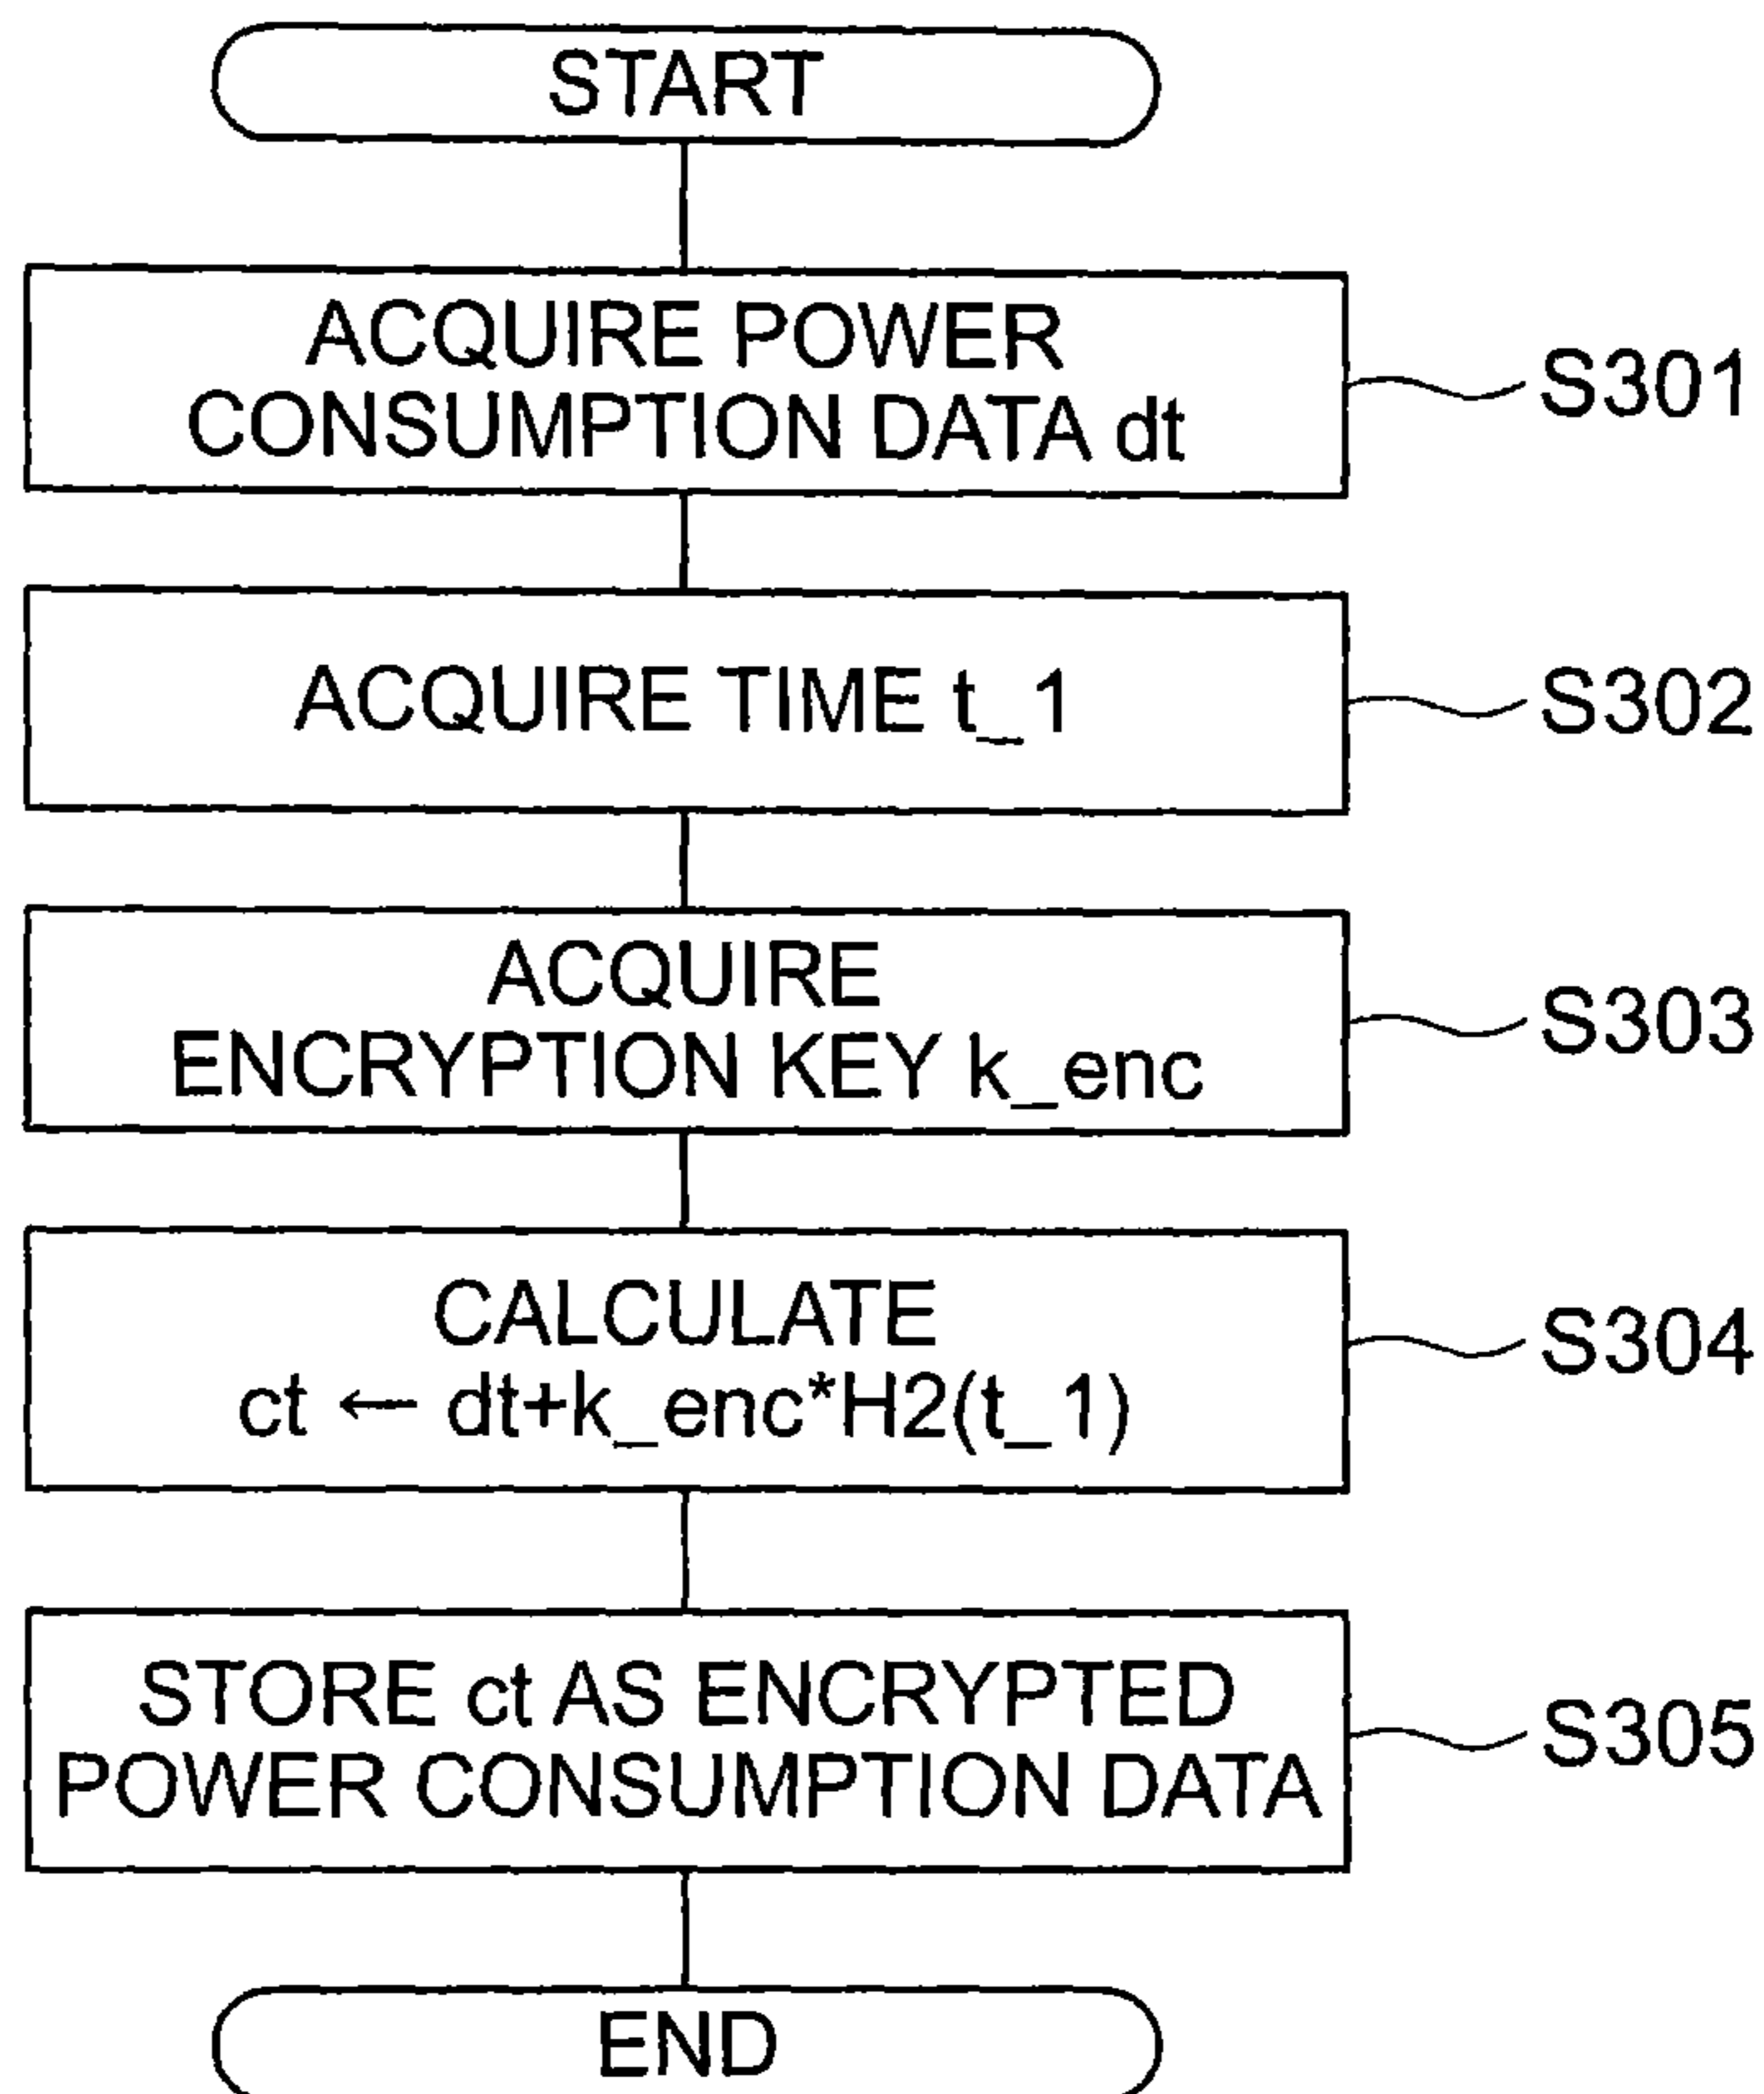 START
ACQUIRE POWER
CONSUMPTION DATA dt
S301
ACQUIRE TIME t_1
S302
ACQUIRE
ENCRYPTION KEY k_enc
S303
CALCULATE
ct ← dt+k_enc*H2(t_1)
S304
STORE ct AS ENCRYPTED
POWER CONSUMPTION DATA
S305
END